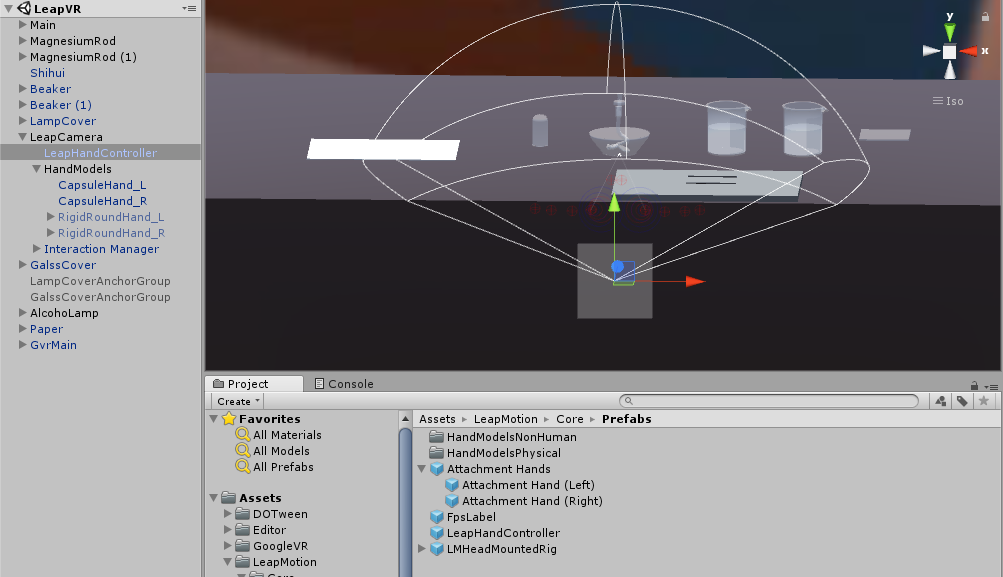 LeapVR
Main
MagnesiumRod
MagnesiumRod (1)
Shihui
Beaker
Beaker (1)
LampCover
LeapCamera
LeapHandController
HandModels
CapsuleHand_L
CapsuleHand_R
RigidRoundHand_L
RigidRoundHand_R
Interaction Manager
GalssCover
LampCoverAnchorGroup
GalssCoverAnchorGroup
AlcohoLamp
Paper
GvrMain
y
x
Iso
Project
Console
Create
Favorites
All Materials
All Models
All Prefabs
Assets
DOTween
Editor
GoogleVR
LeapMotion
Core
Assets LeapMotion Core Prefabs
HandModelsNonHuman
HandModelsPhysical
Attachment Hands
Attachment Hand (Left)
Attachment Hand (Right)
FpsLabel
LeapHandController
LMHeadMountedRig